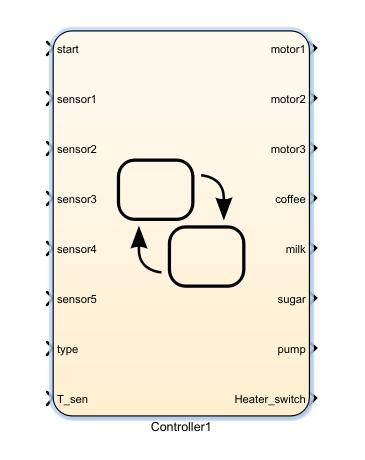 start motor1
sensor1 motor2
sensor2 motor3
sensor3 coffee
sensor4 milk
sensor5 sugar
type pump
T_sen Heater_switch
Controller1